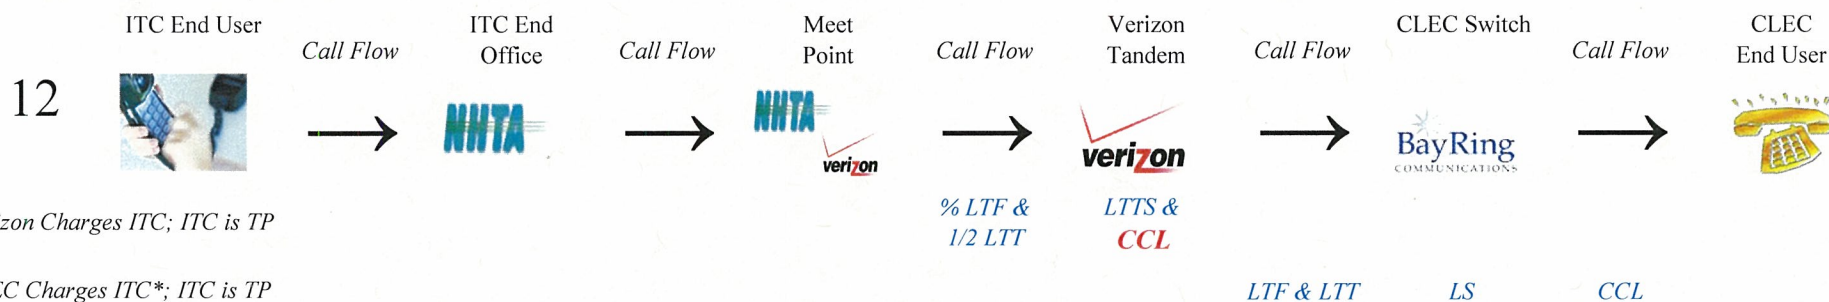 ITC End User
Call Flow
ITC End
Office
Call Flow
Meet
Point
Call Flow
Verizon
Tandem
Call Flow
CLEC Switch
Call Flow
CLEC
End User
12
NHTA
NHTA
verizon
verizon
BayRing
COMMUNICATIONS
zon Charges ITC; ITC is TP
% LTF &
1/2 LTT
LTTS &
CCL
C Charges ITC*; ITC is TP
LTF & LTT
LS
CCL